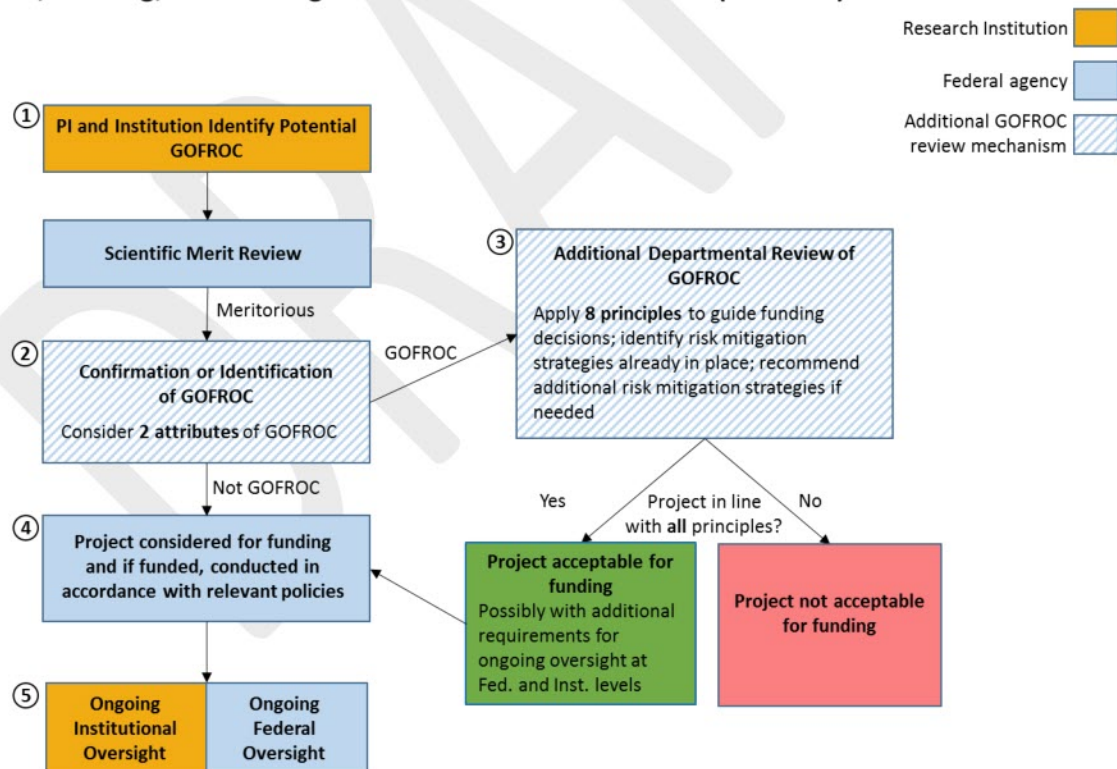 Research Institution
Federal agency
Additional GOFROC
review mechanism
①
PI and Institution Identify Potential
GOFROC
Scientific Merit Review
Meritorious
②
Confirmation or Identification
of GOFROC
Consider 2 attributes of GOFROC
GOFROC
③
Additional Departmental Review of
GOFROC
Apply 8 principles to guide funding
decisions; identify risk mitigation
strategies already in place; recommend
additional risk mitigation strategies if
needed
Not GOFROC
Yes
Project in line
with all principles?
No
④
Project considered for funding
and if funded, conducted in
accordance with relevant policies
Project acceptable for
funding
Possibly with additional
requirements for
ongoing oversight at
Fed. and Inst. levels
Project not acceptable
for funding
⑤
Ongoing
Institutional
Oversight
Ongoing
Federal
Oversight